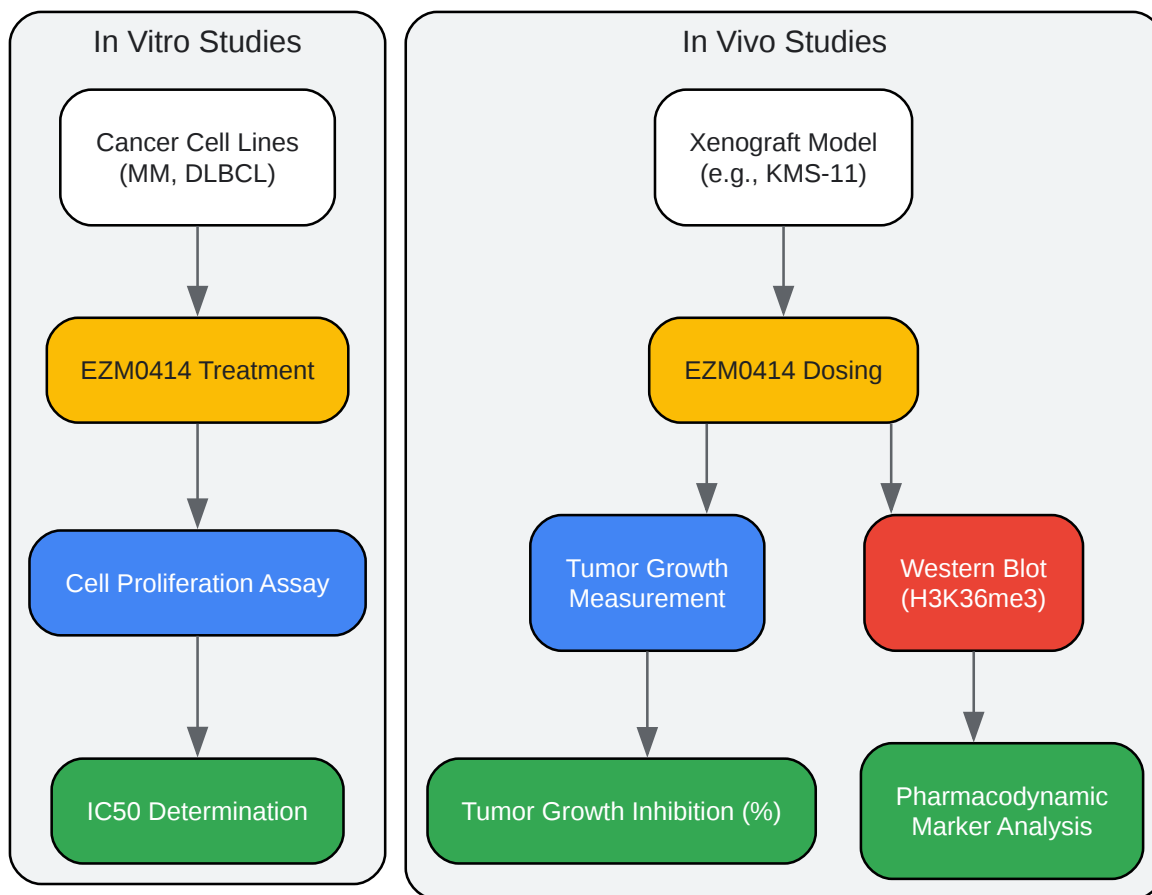 In Vitro Studies
Cancer Cell Lines
(MM, DLBCL)
EZM0414 Treatment
Cell Proliferation Assay
IC50 Determination
In Vivo Studies
Xenograft Model
(e.g., KMS-11)
EZM0414 Dosing
Tumor Growth
Measurement
Western Blot
(H3K36me3)
Tumor Growth Inhibition (%)
Pharmacodynamic
Marker Analysis